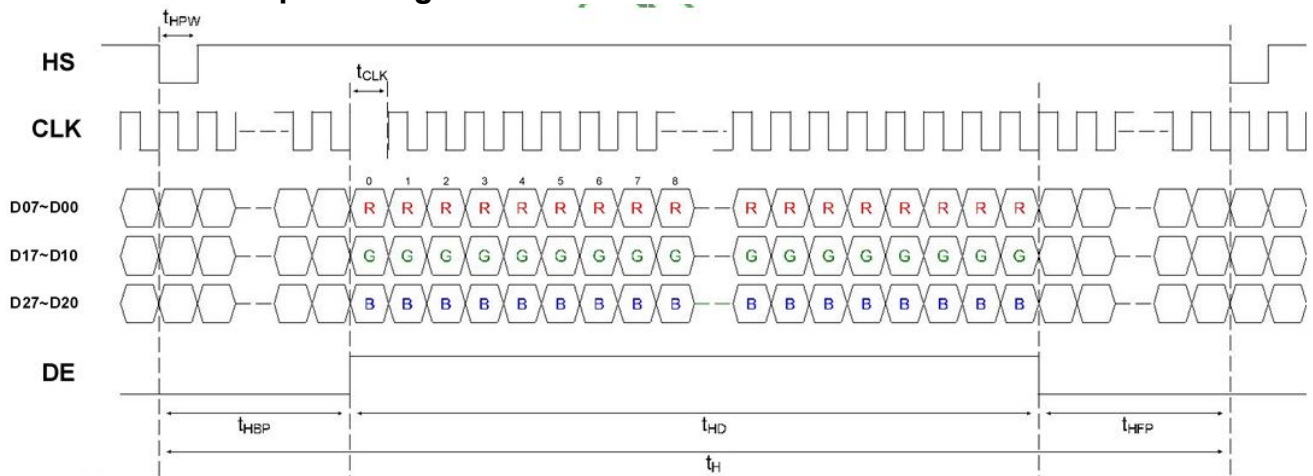 tHPW
HS
tCLK
CLK
0 1 2 3 4 5 6 7 8
D07~D00 R R R R R R R R R R R R R R R R R
D17~D10 G G G G G G G G G G G G G G G G G
D27~D20 B B B B B B B B B B B B B B B B B
DE
tHBP tHD tHFP
tH